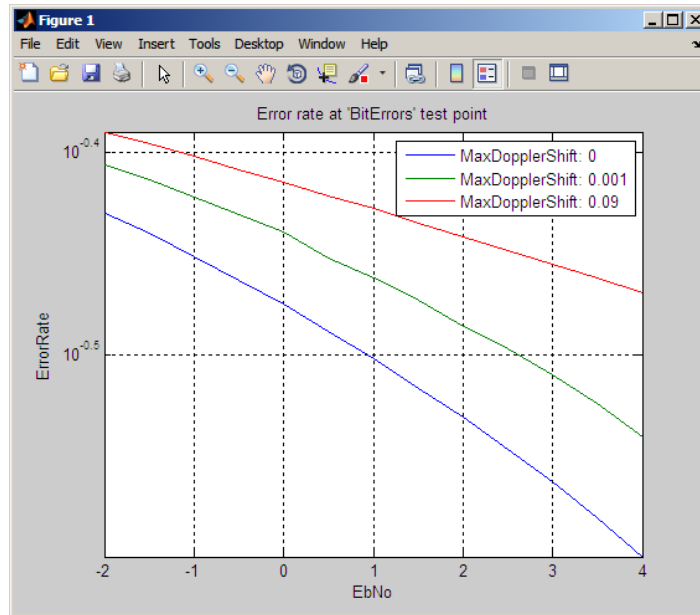 Figure 1
File Edit View Insert Tools Desktop Window Help
Error rate at 'BitErrors' test point
MaxDopplerShift: 0
MaxDopplerShift: 0.001
MaxDopplerShift: 0.09
10^-0.4
10^-0.5
ErrorRate
-2 -1 0 1 2 3 4
EbNo